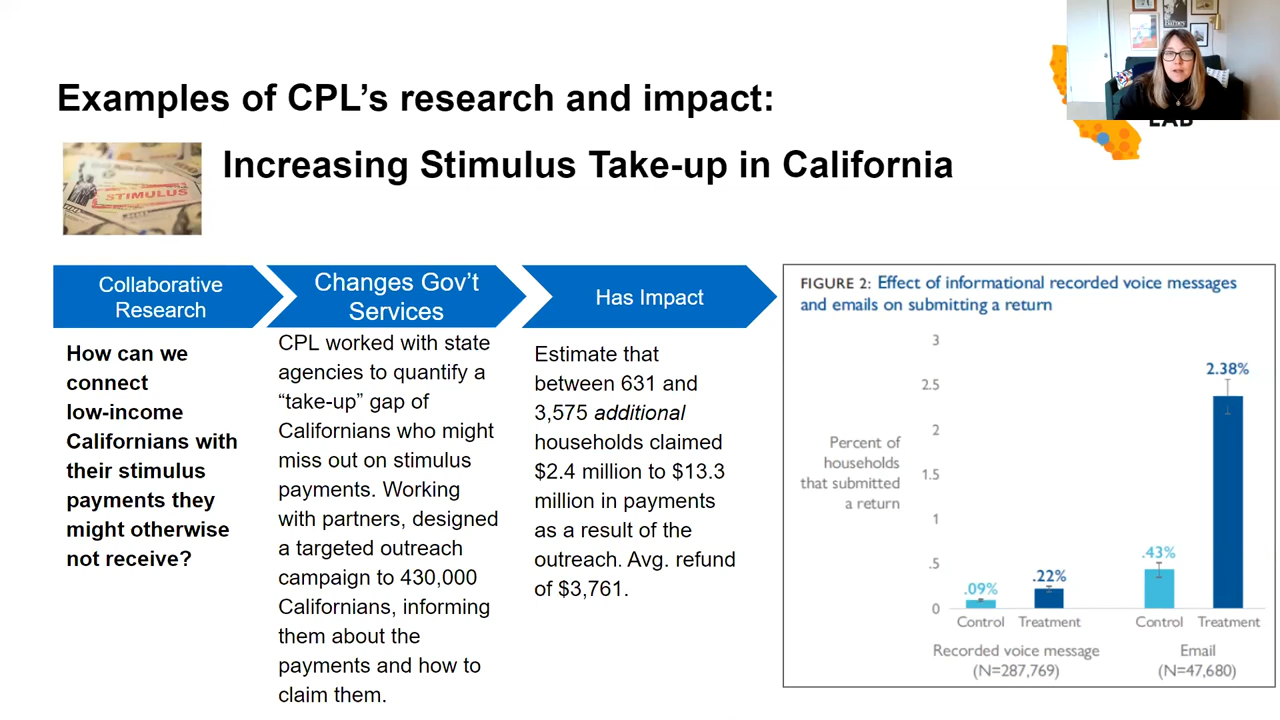 Examples of CPL's research and impact:
LAB
STIMULUS
Increasing Stimulus Take-up in California
Collaborative
Research
Changes Gov't
Services
Has Impact
How can we
connect
low-income
Californians with
their stimulus
payments they
might otherwise
not receive?
CPL worked with state
agencies to quantify a
“take-up” gap of
Californians who might
miss out on stimulus
payments. Working
with partners, designed
a targeted outreach
campaign to 430,000
Californians, informing
them about the
payments and how to
claim them.
Estimate that
between 631 and
3,575 additional
households claimed
$2.4 million to $13.3
million in payments
as a result of the
outreach. Avg. refund
of $3,761.
FIGURE 2: Effect of informational recorded voice messages
and emails on submitting a return
Percent of
households
that submitted
a return
3
2.5
2
1.5
1
.5
0
.09%
.22%
.43%
2.38%
Control
Treatment
Control
Treatment
Recorded voice message
(N=287,769)
Email
(N=47,680)